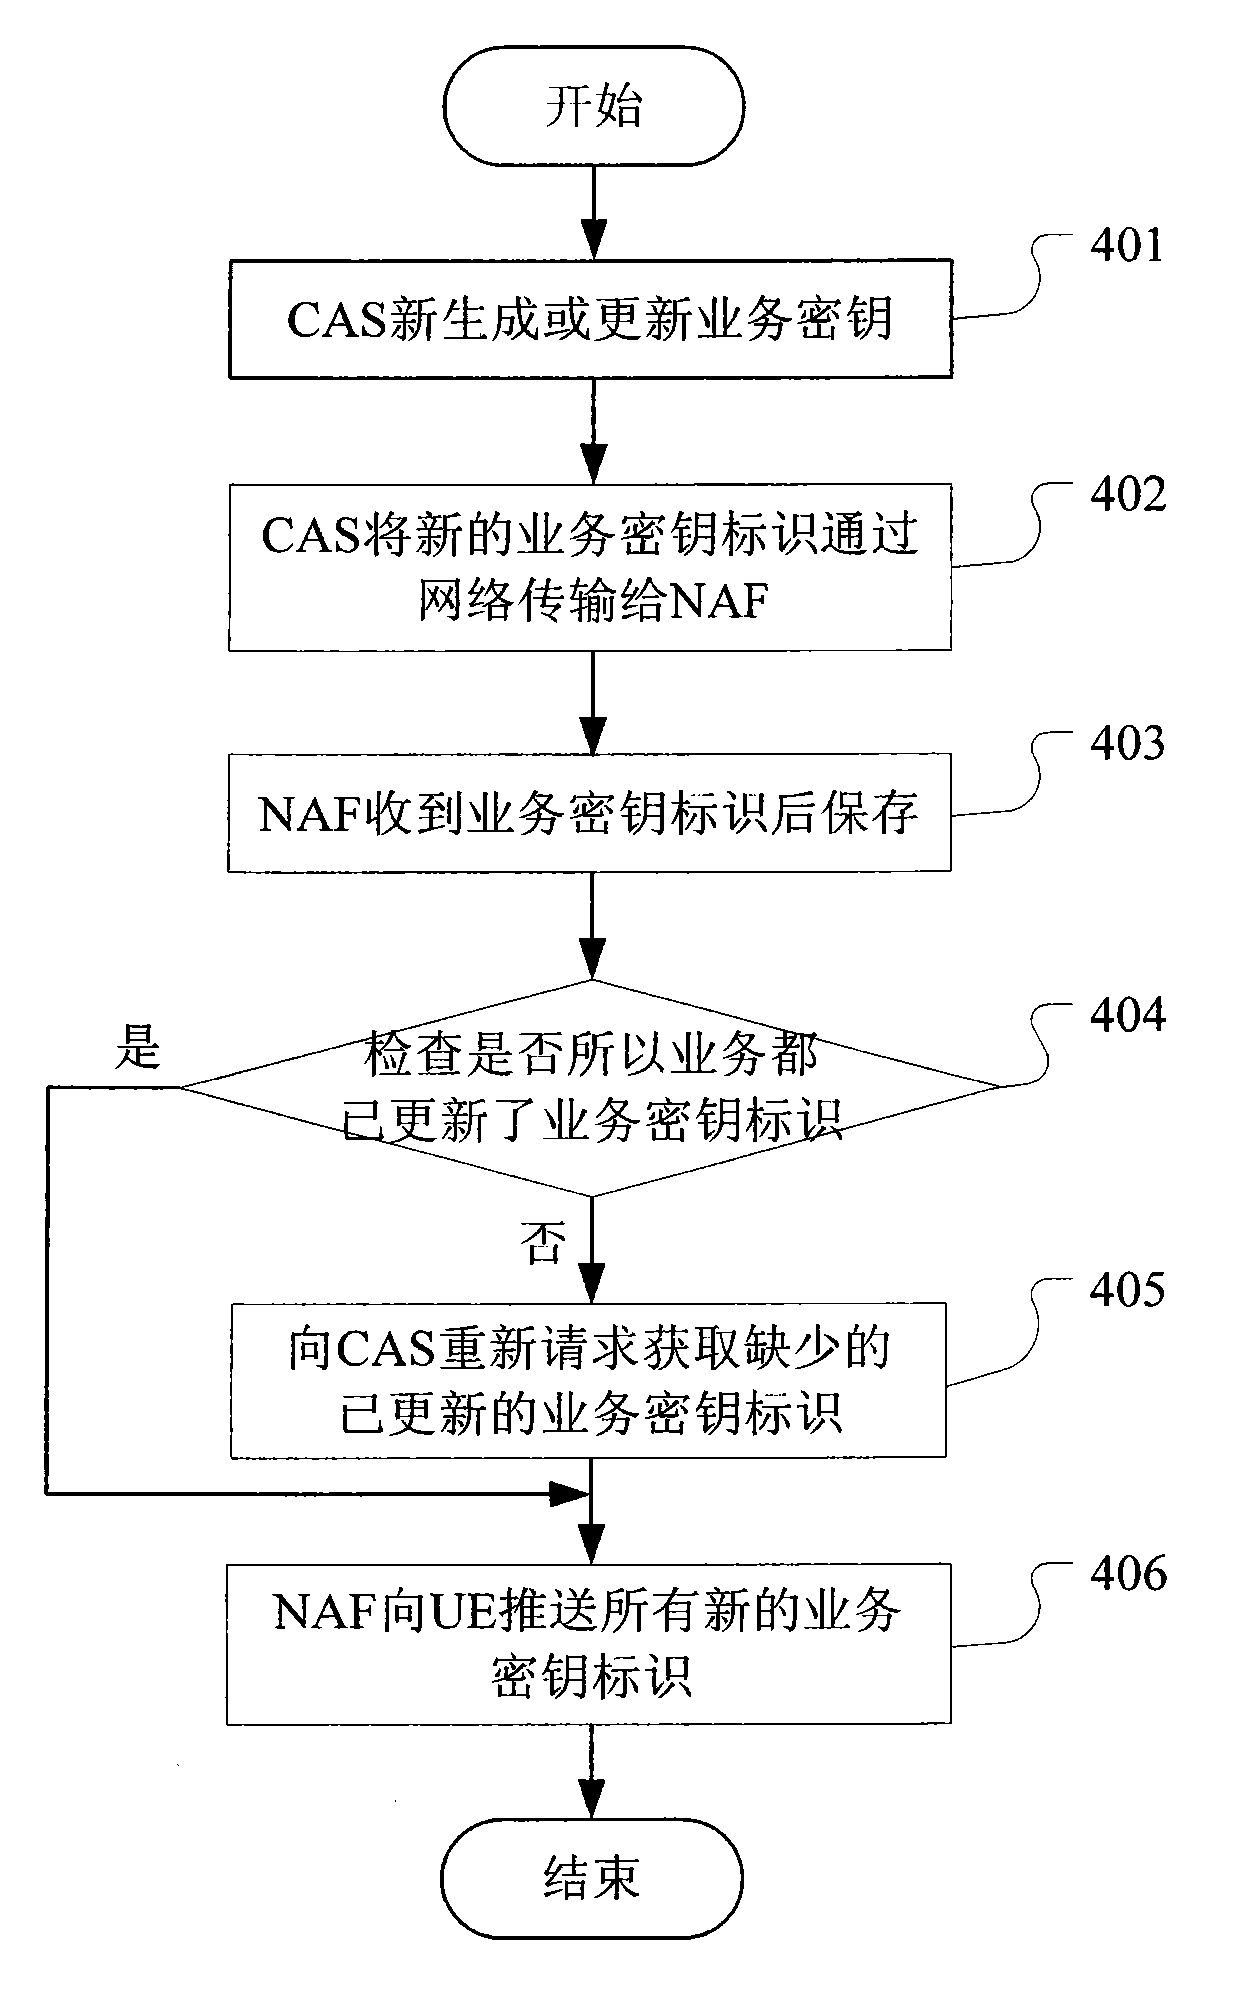 开始
401
CAS新生成或更新业务密钥
402
CAS将新的业务密钥标识通过
网络传输给NAF
403
NAF收到业务密钥标识后保存
404
是
检查是否所以业务都
已更新了业务密钥标识
否
405
向CAS重新请求获取缺少的
已更新的业务密钥标识
406
NAF向UE推送所有新的业务
密钥标识
结束